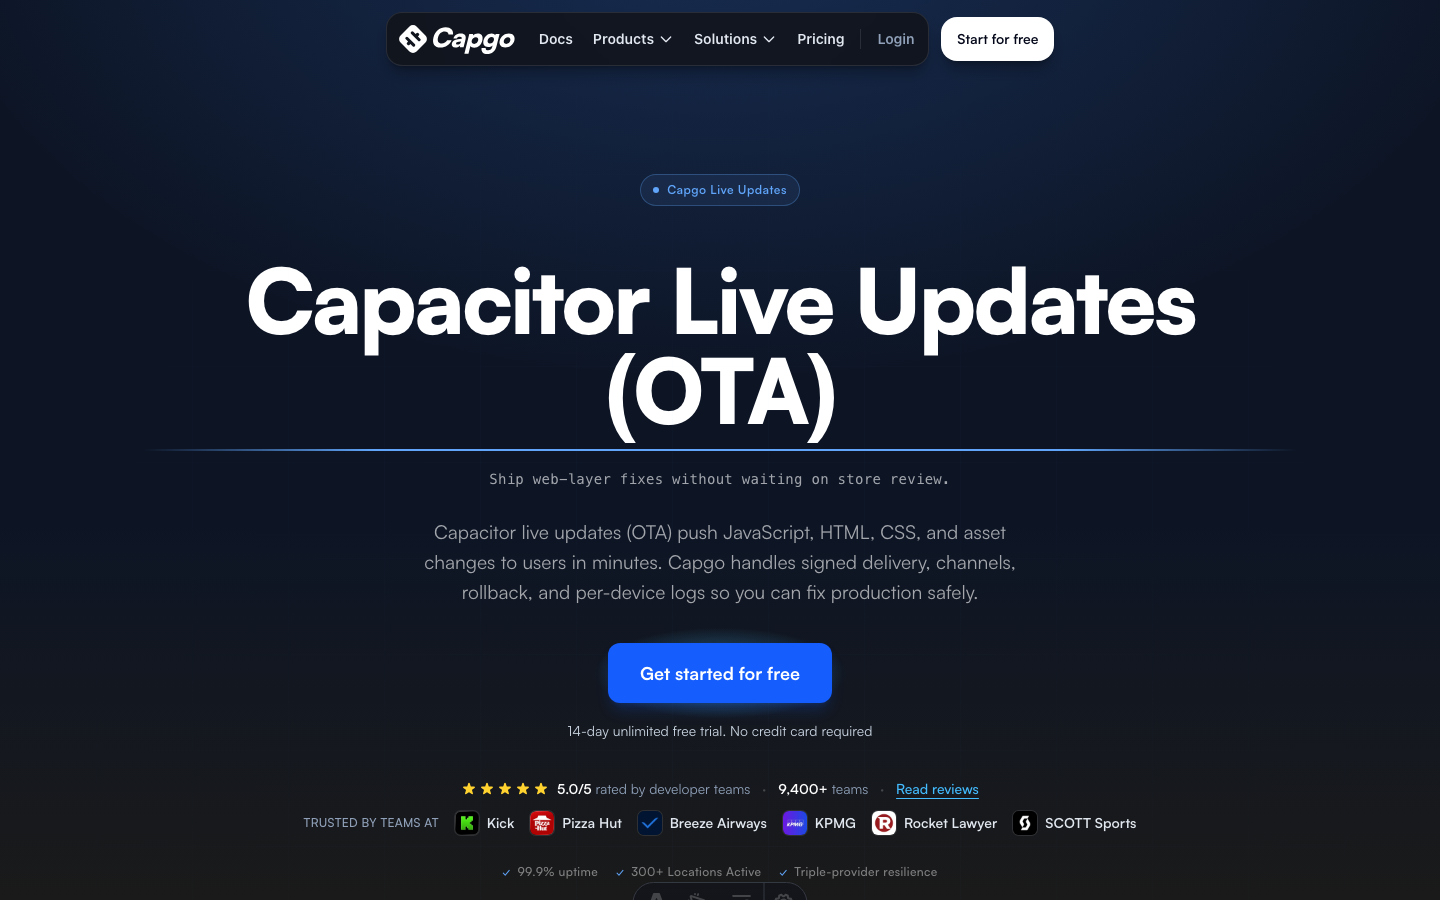 Capgo Docs Products Solutions Pricing Login Start for free
Capgo Live Updates
Capacitor Live Updates
(OTA)
Ship web-layer fixes without waiting on store review.
Capacitor live updates (OTA) push JavaScript, HTML, CSS, and asset
changes to users in minutes. Capgo handles signed delivery, channels,
rollback, and per-device logs so you can fix production safely.
Get started for free
14-day unlimited free trial. No credit card required
5.0/5 rated by developer teams · 9,400+ teams · Read reviews
TRUSTED BY TEAMS AT Kick Pizza Hut Breeze Airways KPMG Rocket Lawyer SCOTT Sports
99.9% uptime 300+ Locations Active Triple-provider resilience